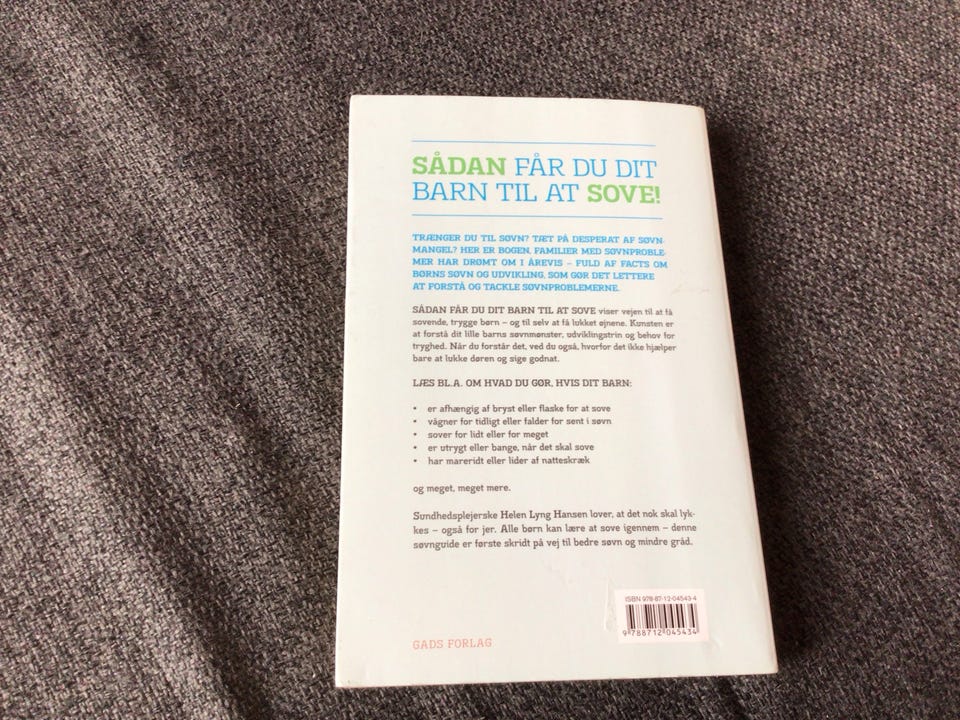 SÅDAN FÅR DU DIT
BARN TIL AT SOVE!
TRÆNGER DU TIL SØVN? TÆT PÅ DESPERAT AF SØVN-
MANGEL? HER ER BOGEN, FAMILIER MED SØVNPROBLE-
MER HAR DRØMT OM I ÅREVIS – FULD AF FACTS OM
BØRNS SØVN OG UDVIKLING, SOM GØR DET LETTERE
AT FORSTÅ OG TACKLE SØVNPROBLEMERNE.
SÅDAN FÅR DU DIT BARN TIL AT SOVE viser vejen til at få
sovende, trygge børn – og til selv at få lukket øjnene. Kunsten er
at forstå dit lille barns søvnmønster, udviklingstrin og behov for
tryghed. Når du forstår det, ved du også, hvorfor det ikke hjælper
bare at lukke døren og sige godnat.
LÆS BL.A. OM HVAD DU GØR, HVIS DIT BARN:
• er afhængig af bryst eller flaske for at sove
• vågner for tidligt eller falder for sent i søvn
• sover for lidt eller for meget
• er utrygt eller bange, når det skal sove
• har mareridt eller lider af natteskræk
og meget, meget mere.
Sundhedsplejerske Helen Lyng Hansen lover, at det nok skal lyk-
kes – også for jer. Alle børn kan lære at sove igennem – denne
søvnguide er første skridt på vej til bedre søvn og mindre gråd.
ISBN 978-87-12-04543-4
9 788712 045434
GADS FORLAG